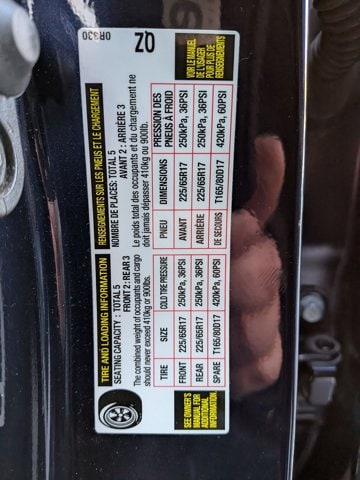 TIRE AND LOADING INFORMATION
SEATING CAPACITY : TOTAL 5
FRONT 2 : REAR 3
The combined weight of occupants and cargo
should never exceed 410kg or 900lbs.
TIRE SIZE COLD TIRE PRESSURE
FRONT 225/65R17 250kPa, 36PSI
REAR 225/65R17 250kPa, 36PSI
SPARE T165/80D17 420kPa, 60PSI
SEE OWNER'S
MANUAL FOR
ADDITIONAL
INFORMATION
RENSEIGNEMENTS SUR LES PNEUS ET LE CHARGEMENT
NOMBRE DE PLACES: TOTAL 5
AVANT 2 : ARRIÈRE 3
Le poids total des occupants et du chargement ne
doit jamais dépasser 410kg or 900lb.
PNEU DIMENSIONS PRESSION DES
PNEUS À FROID
AVANT 225/65R17 250kPa, 36PSI
ARRIÈRE 225/65R17 250kPa, 36PSI
DE SECOURS T165/80D17 420kPa, 60PSI
VOIR LE MANUEL
DE L'USAGER
POUR PLUS DE
RENSEIGNEMENTS
0R330
QZ